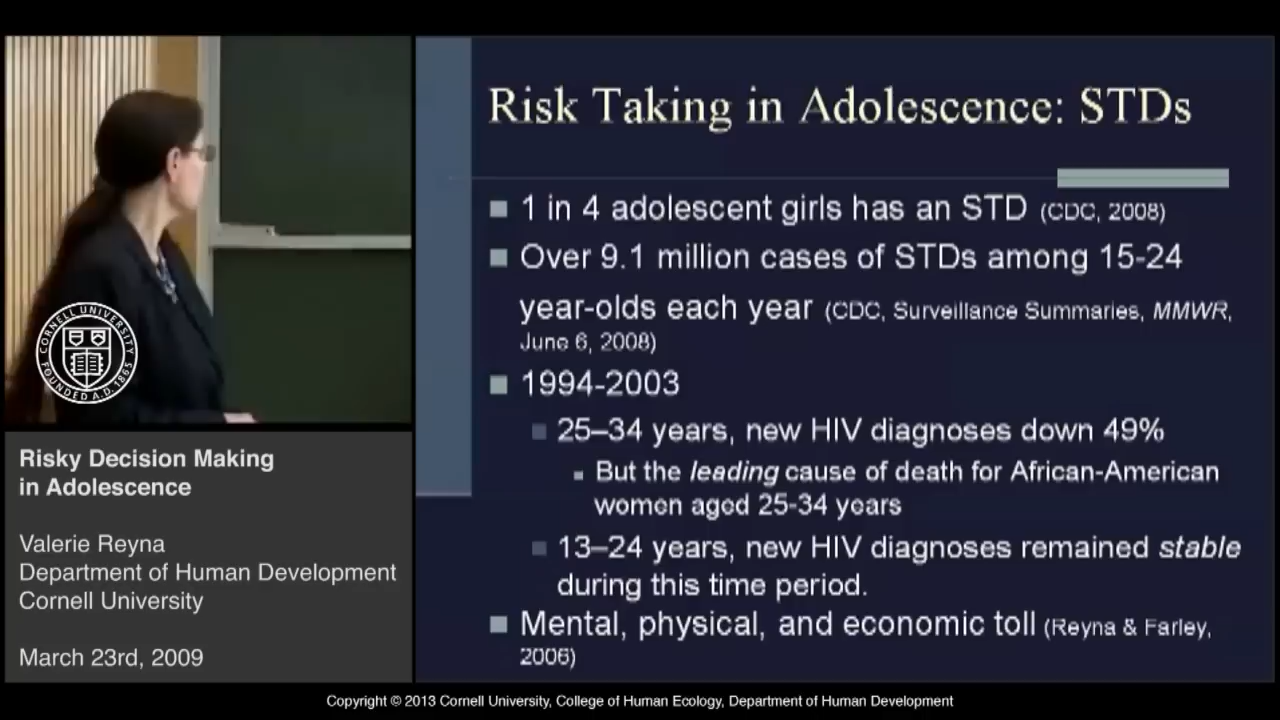 Risk Taking in Adolescence: STDs
1 in 4 adolescent girls has an STD (CDC, 2008)
Over 9.1 million cases of STDs among 15-24
year-olds each year (CDC, Surveillance Summaries, MMWR,
June 6, 2008)
1994-2003
25–34 years, new HIV diagnoses down 49%
But the leading cause of death for African-American
women aged 25-34 years
13–24 years, new HIV diagnoses remained stable
during this time period.
Mental, physical, and economic toll (Reyna & Farley,
2006)
CORNELL UNIVERSITY
FOUNDED A.D. 1865
Risky Decision Making
in Adolescence
Valerie Reyna
Department of Human Development
Cornell University
March 23rd, 2009
Copyright © 2013 Cornell University, College of Human Ecology, Department of Human Development